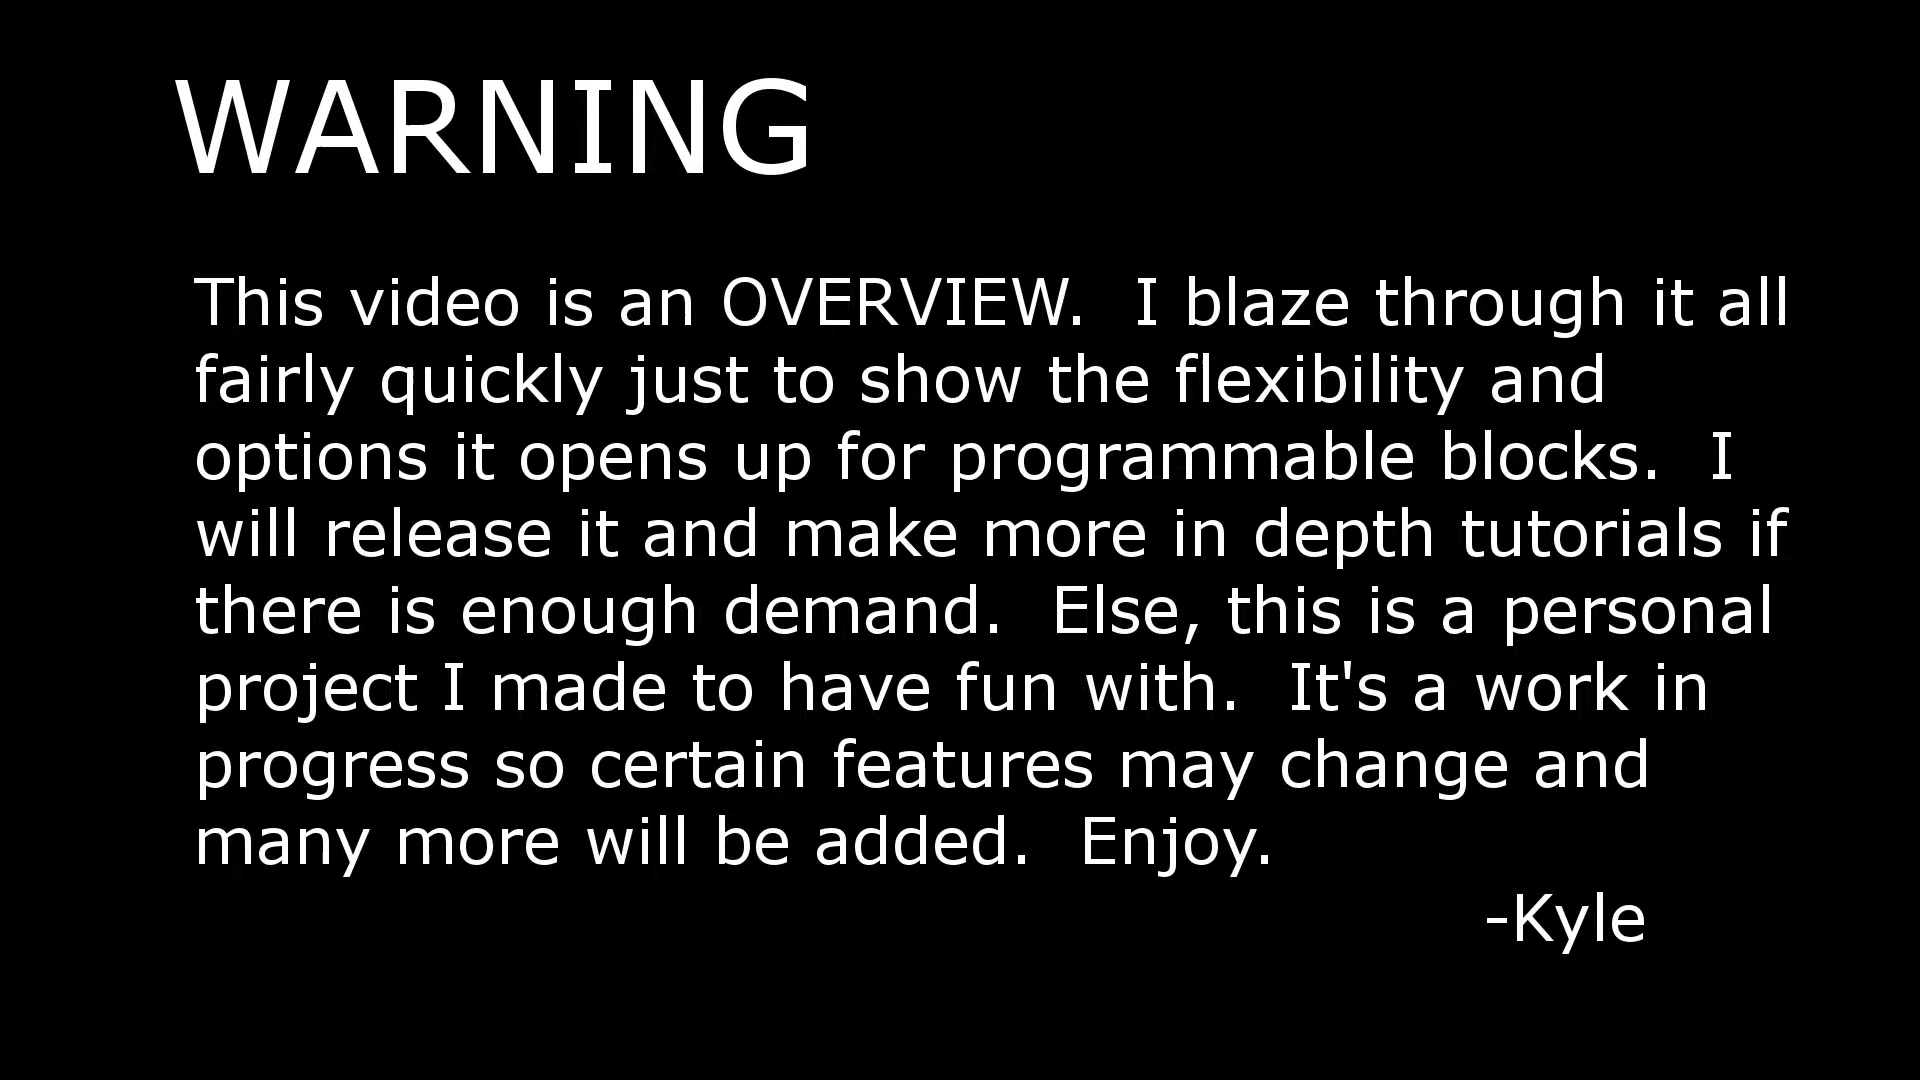 WARNING
This video is an OVERVIEW.  I blaze through it all
fairly quickly just to show the flexibility and
options it opens up for programmable blocks.  I
will release it and make more in depth tutorials if
there is enough demand.  Else, this is a personal
project I made to have fun with.  It's a work in
progress so certain features may change and
many more will be added.  Enjoy.
-Kyle